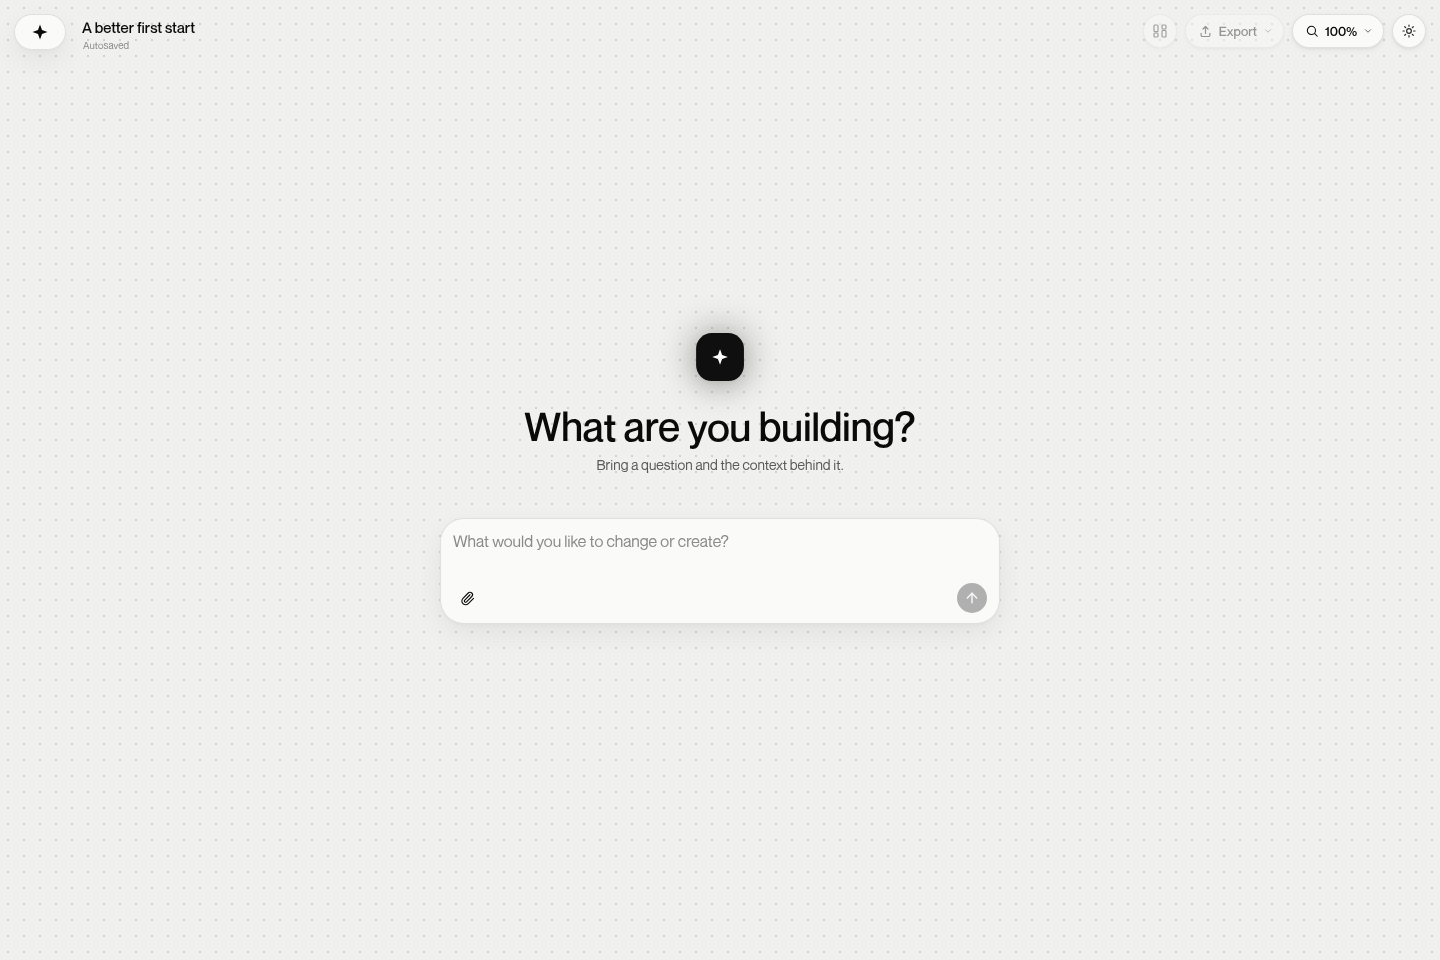 A better first start
Autosaved
Export
100%
What are you building?
Bring a question and the context behind it.
What would you like to change or create?